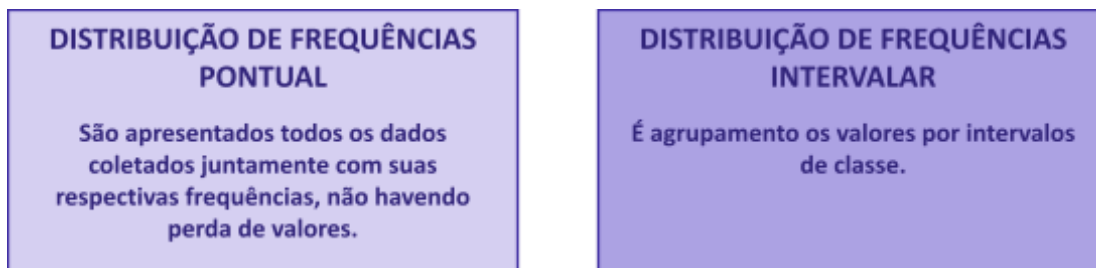 DISTRIBUIÇÃO DE FREQUÊNCIAS
PONTUAL
São apresentados todos os dados
coletados juntamente com suas
respectivas frequências, não havendo
perda de valores.
DISTRIBUIÇÃO DE FREQUÊNCIAS
INTERVALAR
É agrupamento os valores por intervalos
de classe.